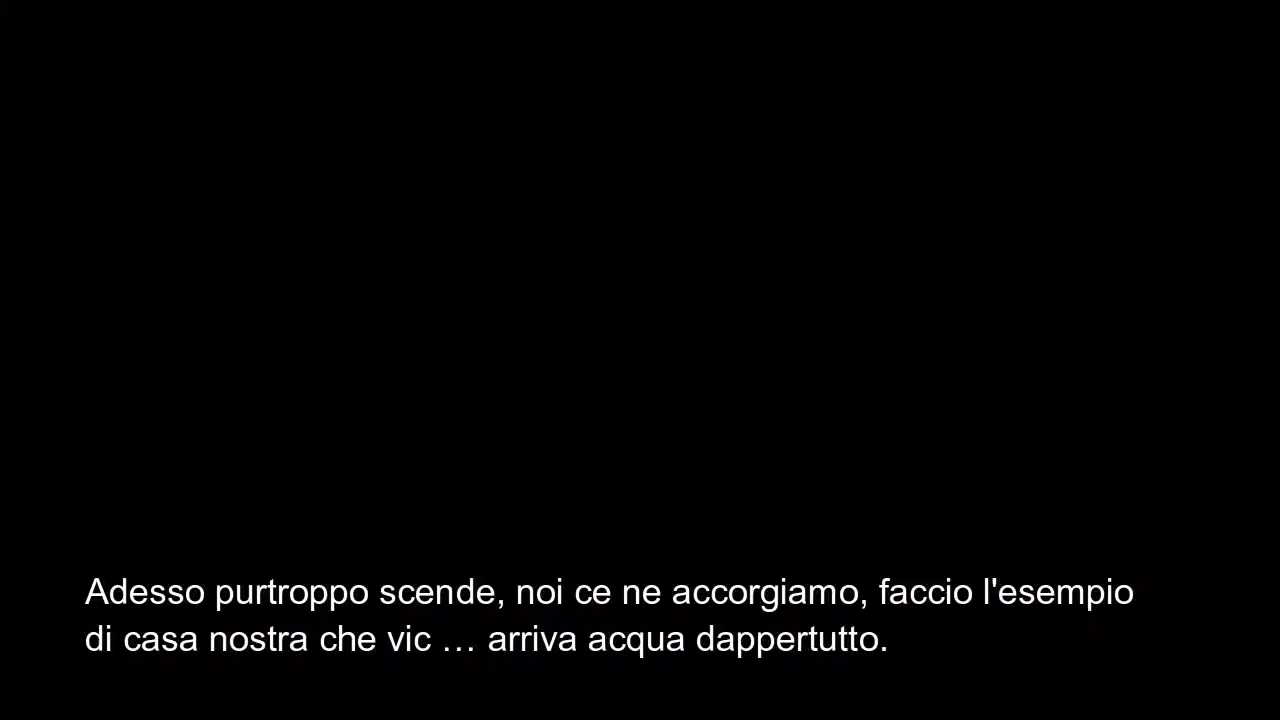 Adesso purtroppo scende, noi ce ne accorgiamo, faccio l'esempio
di casa nostra che vic … arriva acqua dappertutto.